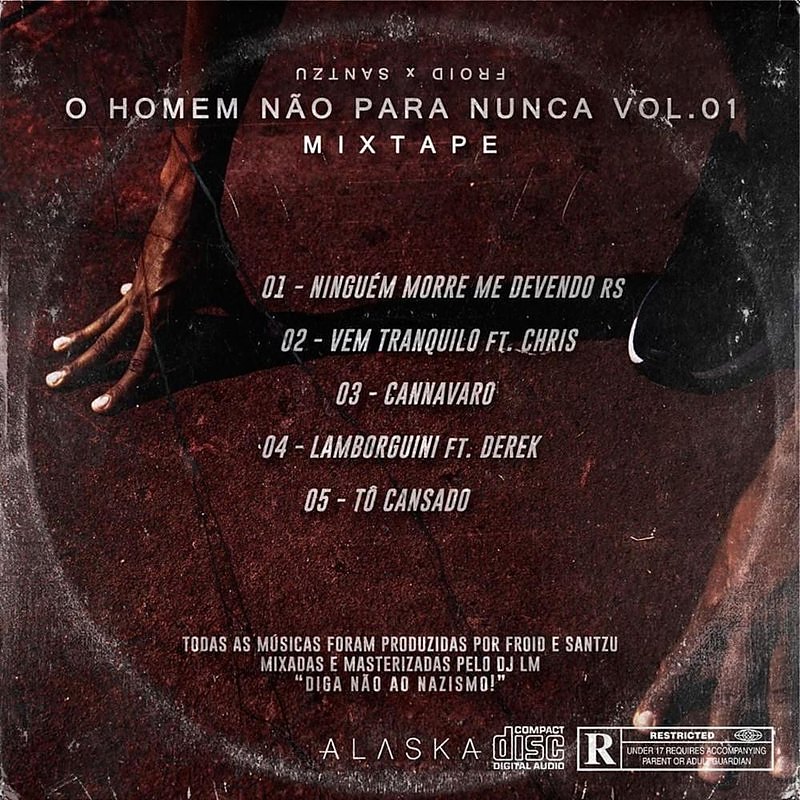 FROID x SANTZU
O HOMEM NÃO PARA NUNCA VOL.01
MIXTAPE
01 - NINGUÉM MORRE ME DEVENDO RS
02 - VEM TRANQUILO FT. CHRIS
03 - CANNAVARO
04 - LAMBORGUINI FT. DEREK
05 - TÔ CANSADO
TODAS AS MÚSICAS FORAM PRODUZIDAS POR FROID E SANTZU
MIXADAS E MASTERIZADAS PELO DJ LM
“DIGA NÃO AO NAZISMO!”
ALASKA
COMPACT
disc
DIGITAL AUDIO
R
RESTRICTED
UNDER 17 REQUIRES ACCOMPANYING
PARENT OR ADULT GUARDIAN